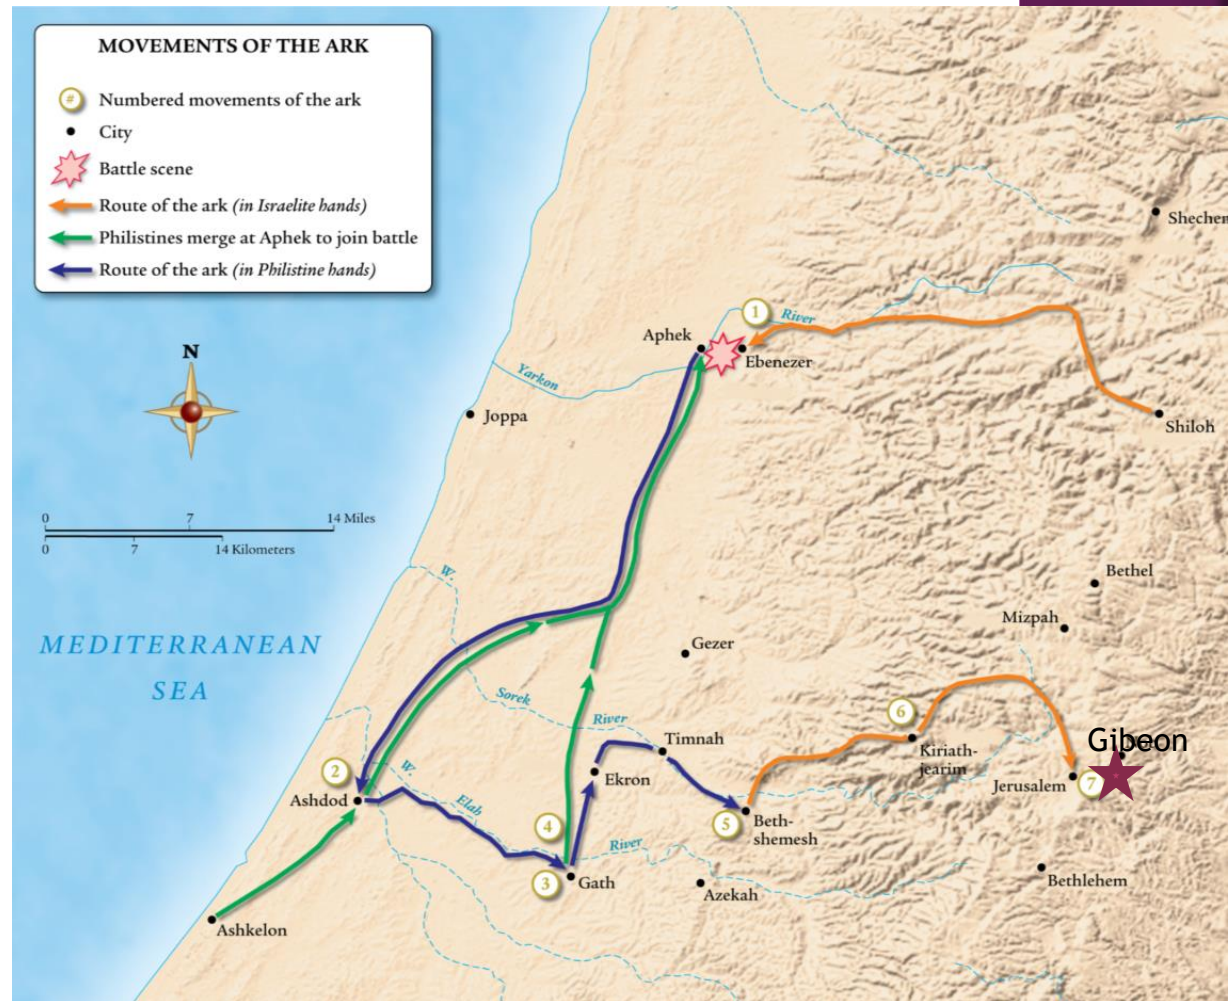 MOVEMENTS OF THE ARK
# Numbered movements of the ark
City
Battle scene
Route of the ark (in Israelite hands)
Philistines merge at Aphek to join battle
Route of the ark (in Philistine hands)
Shechem
1
River
Aphek
Ebenezer
N
Yarkon
Joppa
Shiloh
0 7 14 Miles
0 7 14 Kilometers
W.
Bethel
Mizpah
MEDITERRANEAN
SEA
Gezer
Sorek
River
6
Timnah
Kiriath-
jearim
Gibeon
2
W.
Ekron
Jerusalem
7
Ashdod
Elah
4
5
Beth-
shemesh
River
3
Gath
Azekah
Bethlehem
Ashkelon